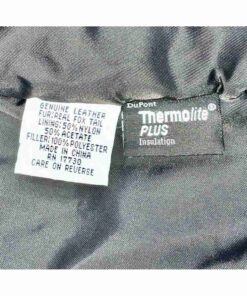 GENUINE LEATHER
FUR:REAL FOX TAIL
LINING: 50% NYLON
50% ACETATE
FILLER: 100% POLYESTER
MADE IN CHINA
RN 17730
CARE ON REVERSE
DuPont
Thermolite®
PLUS
Insulation